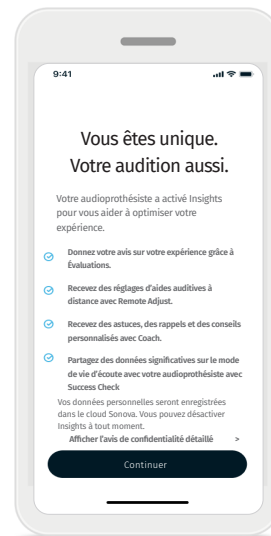 9:41
Vous êtes unique.
Votre audition aussi.
Votre audioprothésiste a activé Insights
pour vous aider à optimiser votre
expérience.
Donnez votre avis sur votre expérience grâce à
Évaluations.
Recevez des réglages d'aides auditives à
distance avec Remote Adjust.
Recevez des astuces, des rappels et des conseils
personnalisés avec Coach.
Partagez des données significatives sur le mode
de vie d'écoute avec votre audioprothésiste avec
Success Check
Vos données personnelles seront enregistrées
dans le cloud Sonova. Vous pouvez désactiver
Insights à tout moment.
Afficher l'avis de confidentialité détaillé >
Continuer